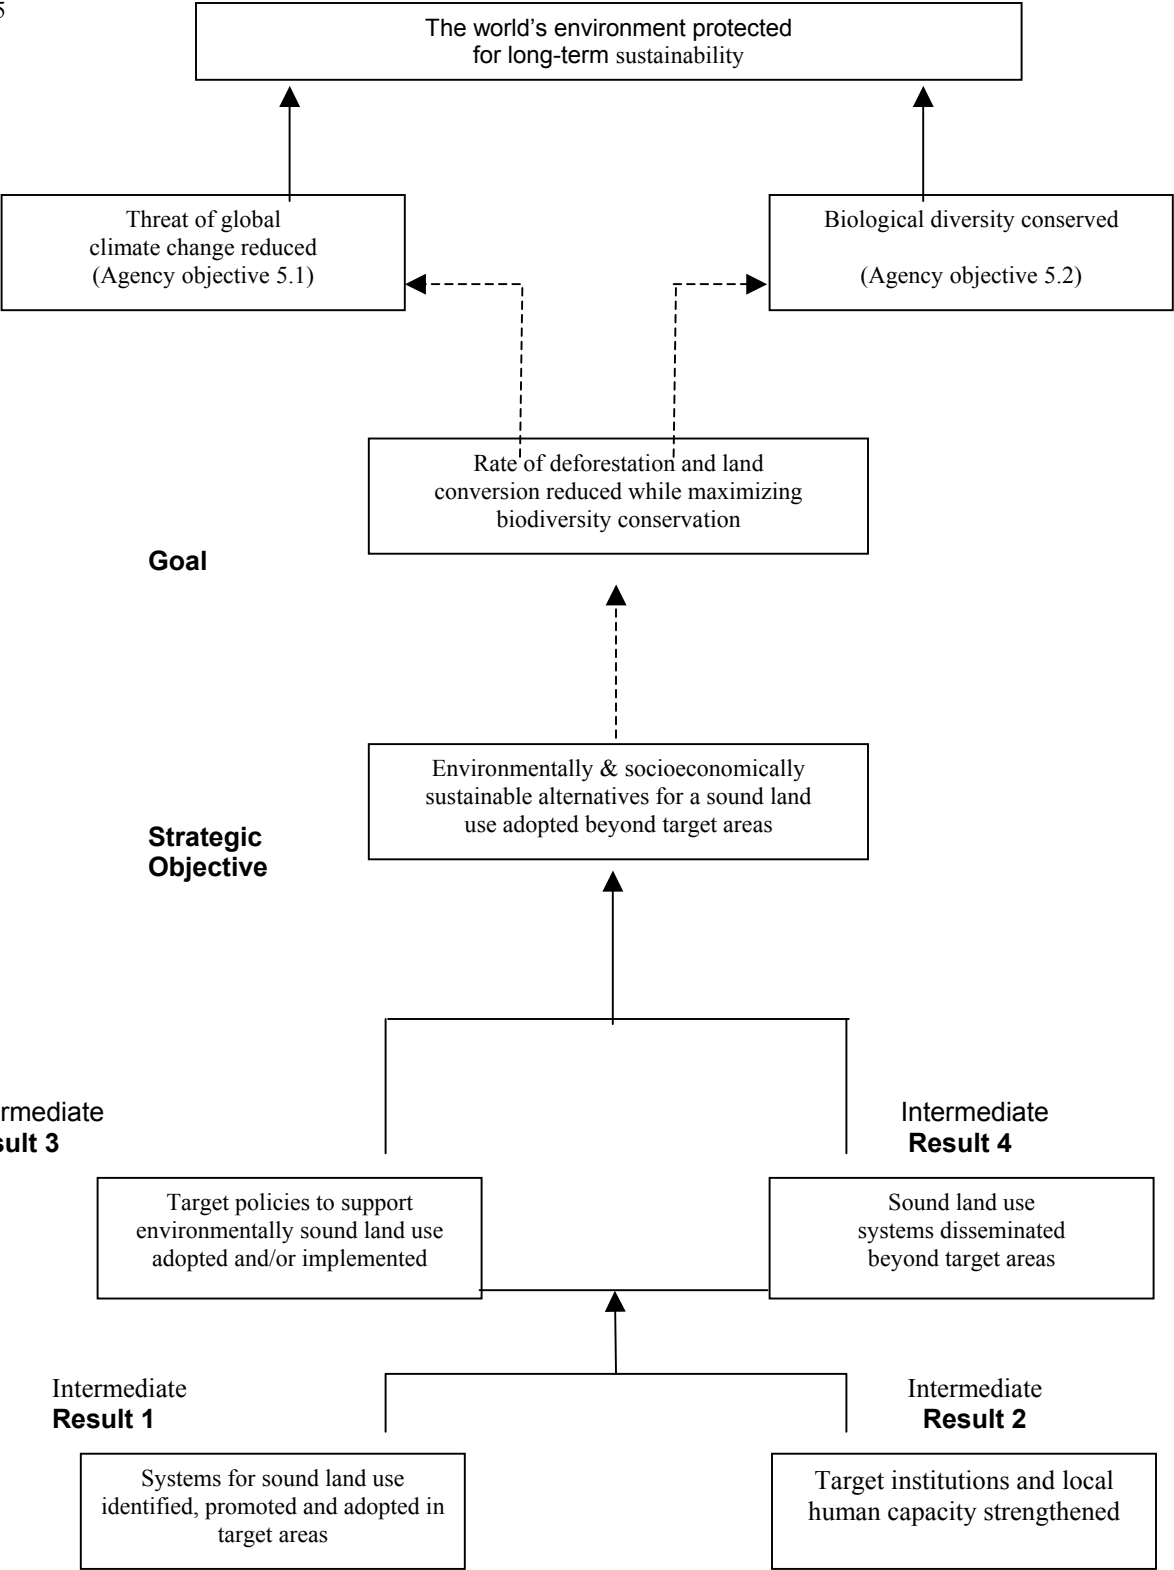 5
The world's environment protected
for long-term sustainability
Threat of global
climate change reduced
(Agency objective 5.1)
Biological diversity conserved
(Agency objective 5.2)
Rate of deforestation and land
conversion reduced while maximizing
biodiversity conservation
Goal
Environmentally & socioeconomically
sustainable alternatives for a sound land
use adopted beyond target areas
Strategic
Objective
rmediate
sult 3
Intermediate
Result 4
Target policies to support
environmentally sound land use
adopted and/or implemented
Sound land use
systems disseminated
beyond target areas
Intermediate
Result 1
Intermediate
Result 2
Systems for sound land use
identified, promoted and adopted in
target areas
Target institutions and local
human capacity strengthened